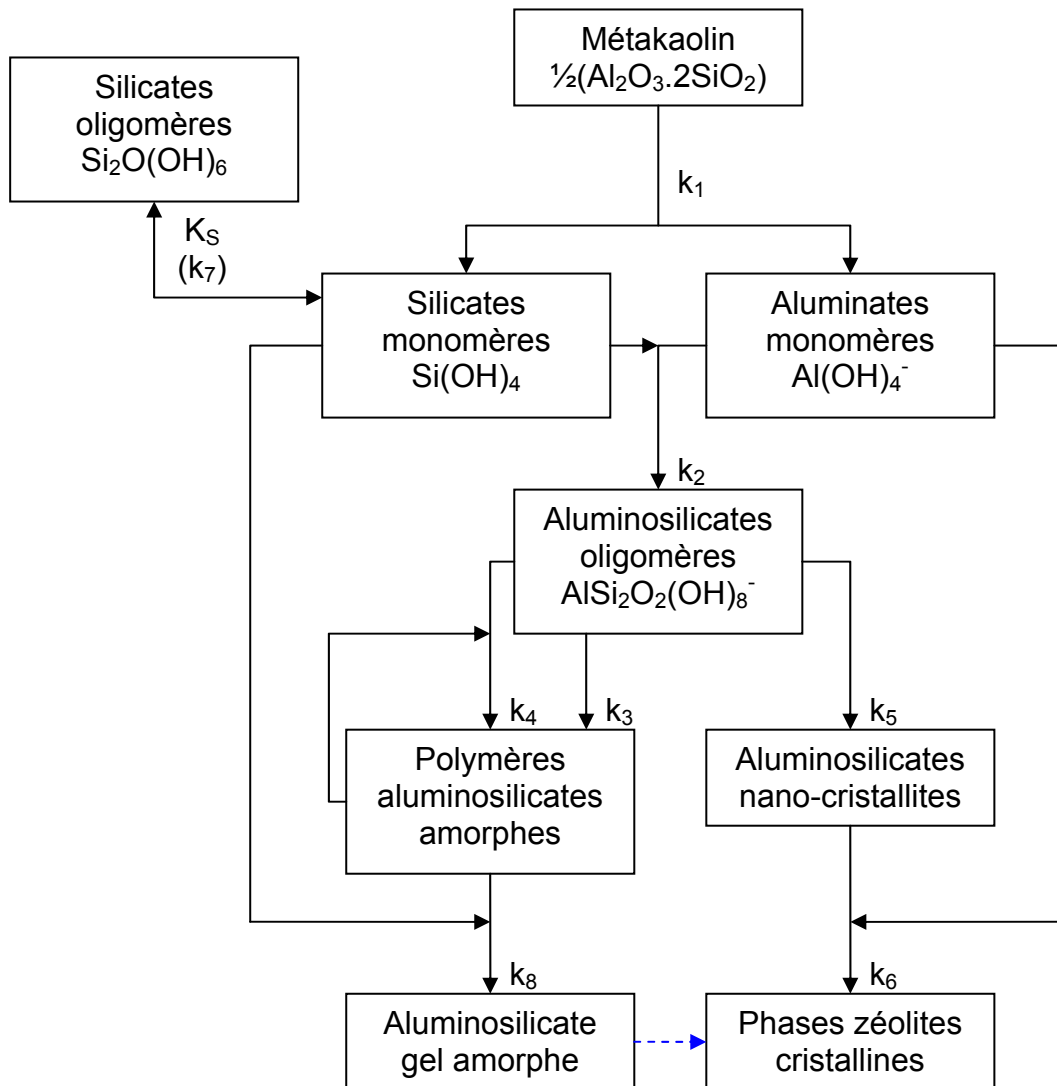 Métakaolin
½(Al₂O₃.2SiO₂)
Silicates
oligomères
Si₂O(OH)₆
k₁
K_S
(k₇)
Silicates
monomères
Si(OH)₄
Aluminates
monomères
Al(OH)₄⁻
k₂
Aluminosilicates
oligomères
AlSi₂O₂(OH)₈⁻
k₄
k₃
k₅
Polymères
aluminosilicates
amorphes
Aluminosilicates
nano-cristallites
k₈
k₆
Aluminosilicate
gel amorphe
Phases zéolites
cristallines